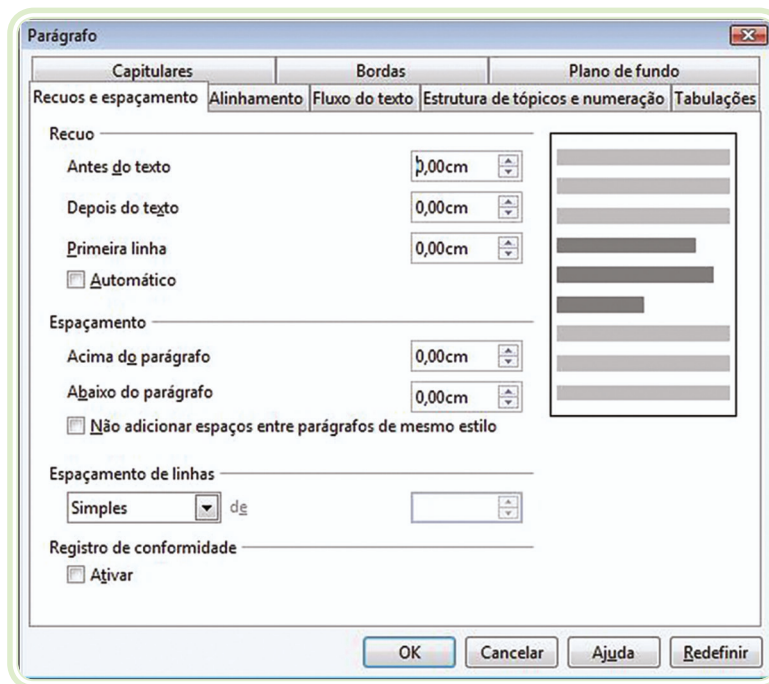 Parágrafo
Capitulares Bordas Plano de fundo
Recuos e espaçamento Alinhamento Fluxo do texto Estrutura de tópicos e numeração Tabulações
Recuo
Antes do texto 0,00cm
Depois do texto 0,00cm
Primeira linha 0,00cm
Automático
Espaçamento
Acima do parágrafo 0,00cm
Abaixo do parágrafo 0,00cm
Não adicionar espaços entre parágrafos de mesmo estilo
Espaçamento de linhas
Simples de
Registro de conformidade
Ativar
OK Cancelar Ajuda Redefinir